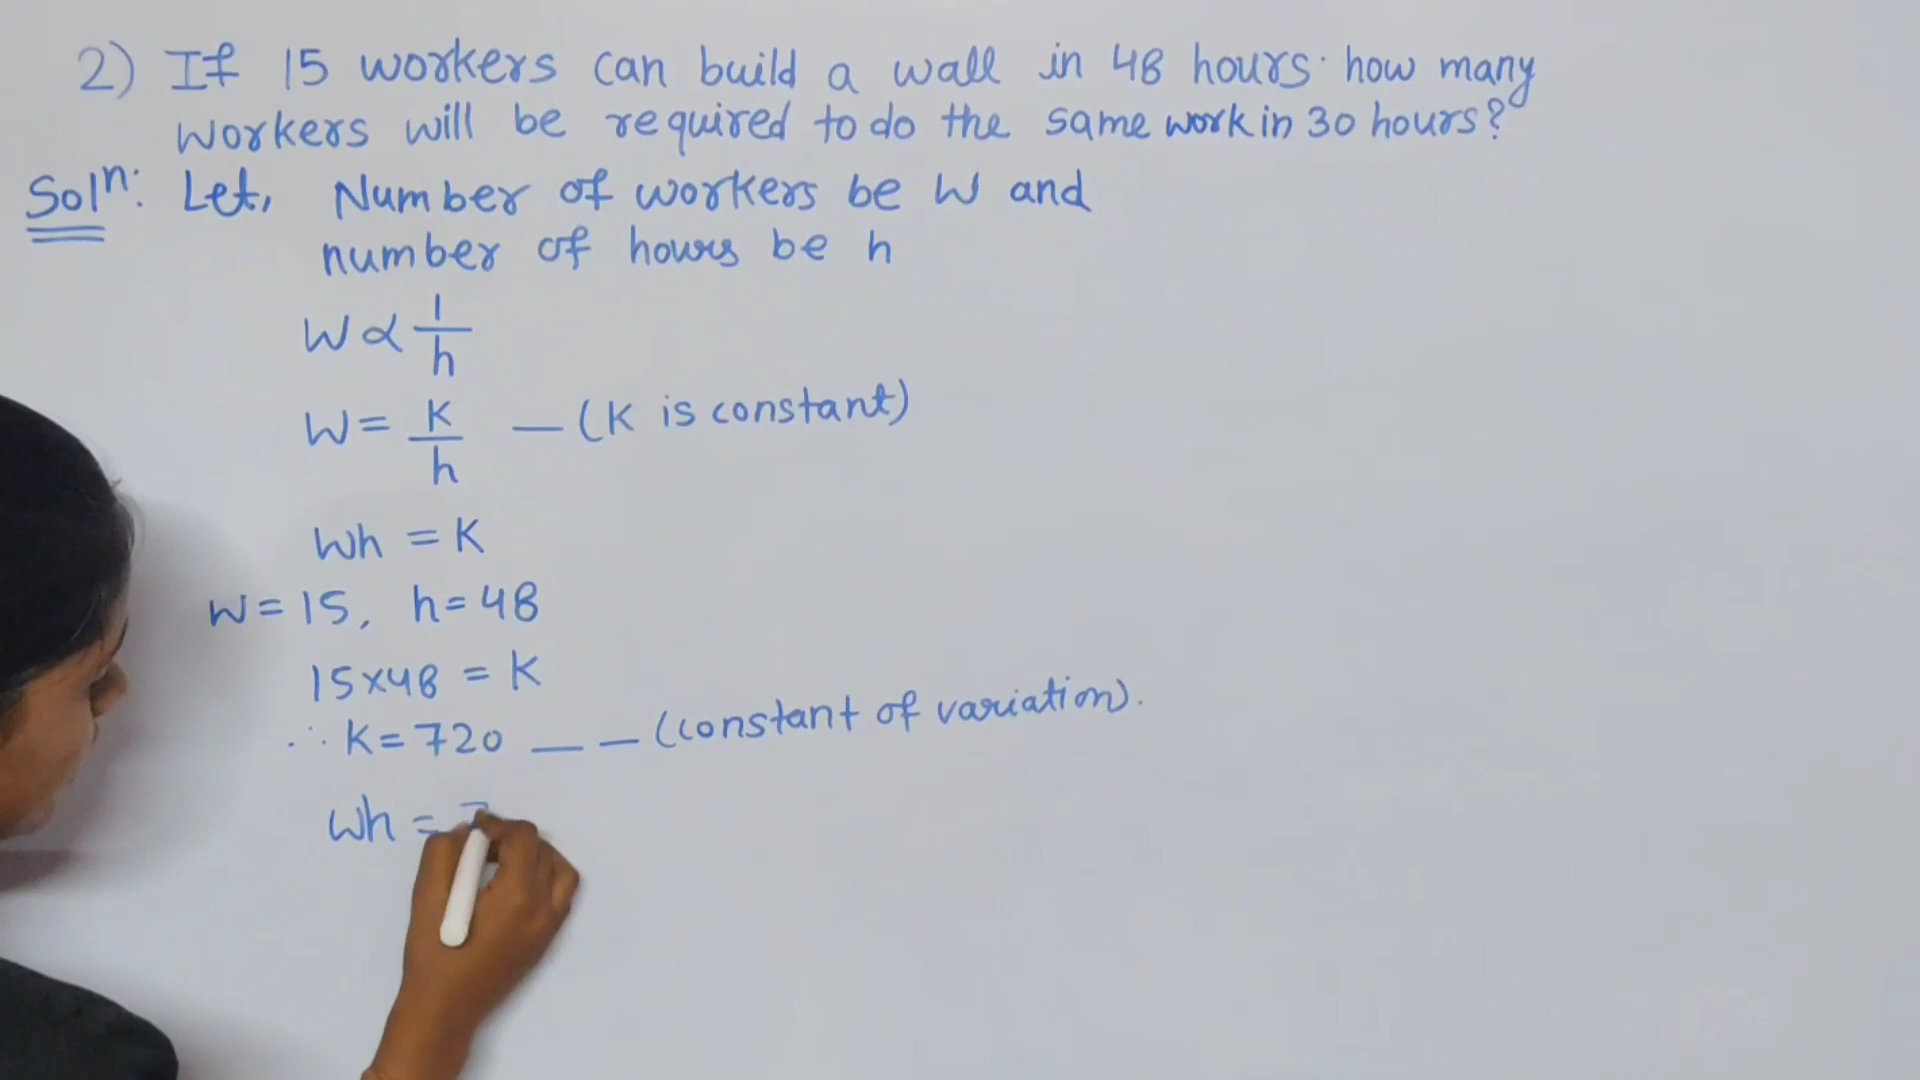 2) If 15 workers can build a wall in 48 hours. how many
workers will be required to do the same work in 30 hours?
Solⁿ: Let, Number of workers be W and
number of hours be h
W ∝ 1/h
W = K/h — (K is constant)
Wh = K
W = 15, h = 48
15×48 = K
∴ K = 720 — — (constant of variation).
Wh = 7